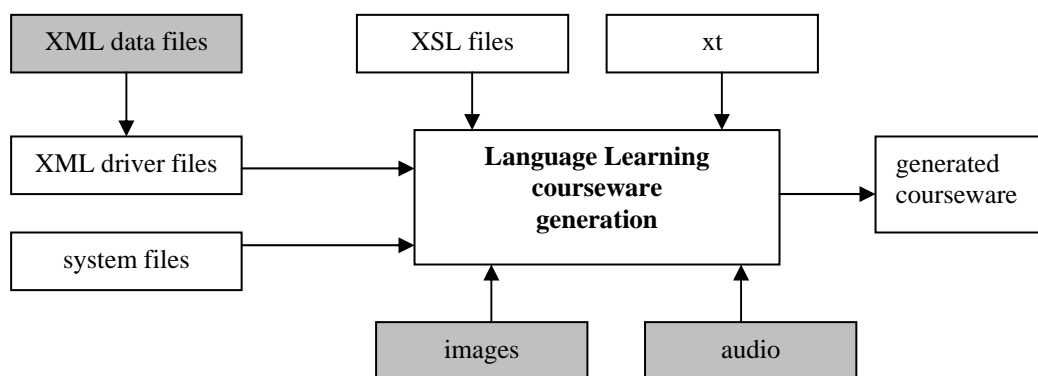 XML data files
XSL files
xt
XML driver files
Language Learning
courseware
generation
generated
courseware
system files
images
audio